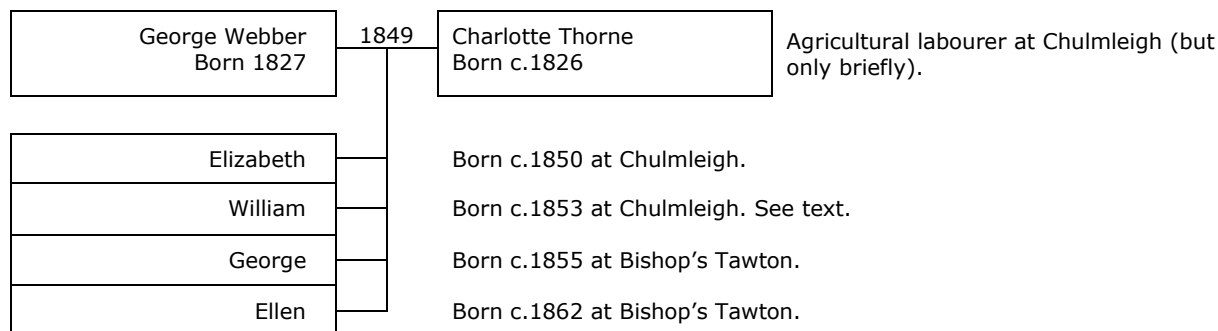 George Webber
Born 1827
1849
Charlotte Thorne
Born c.1826
Agricultural labourer at Chulmleigh (but
only briefly).
Elizabeth
Born c.1850 at Chulmleigh.
William
Born c.1853 at Chulmleigh. See text.
George
Born c.1855 at Bishop’s Tawton.
Ellen
Born c.1862 at Bishop’s Tawton.